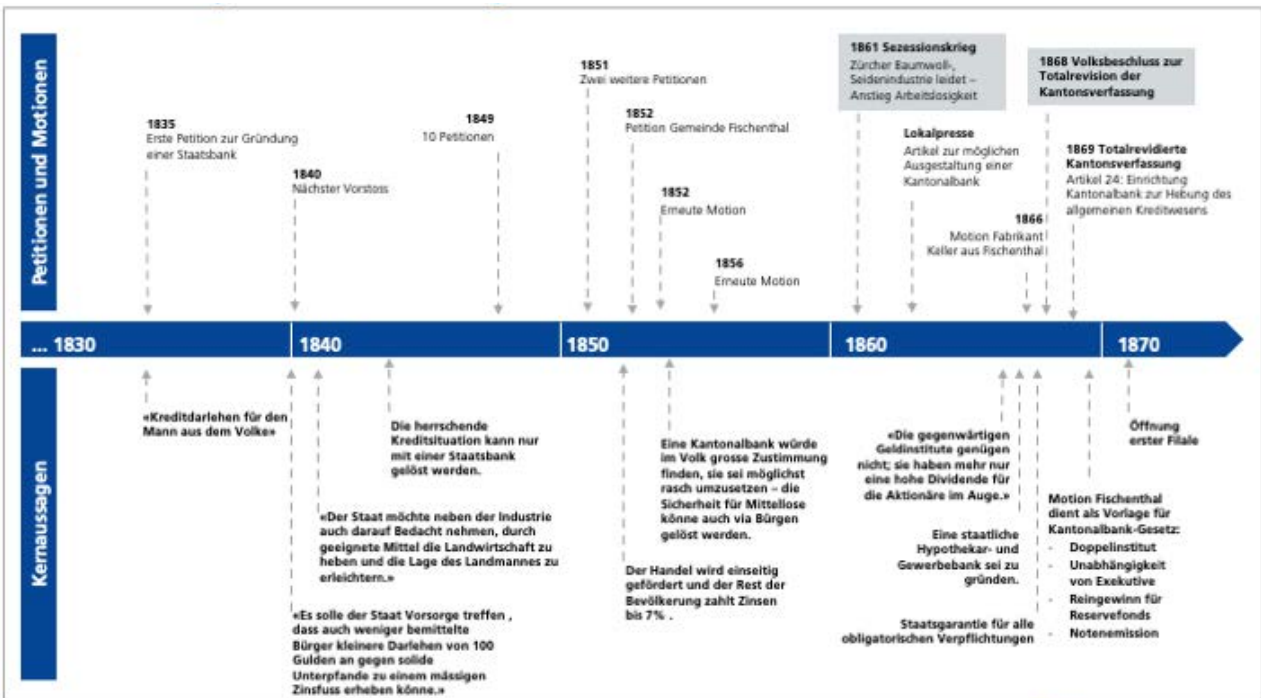 Petitionen und Motionen
1835
Erste Petition zur Gründung
einer Staatsbank
1840
Nächster Vorstoss
1849
10 Petitionen
1851
Zwei weitere Petitionen
1852
Petition Gemeinde Fischenthal
1852
Erneute Motion
1856
Erneute Motion
1861 Sezessionskrieg
Zürcher Baumwoll-,
Seidenindustrie leidet –
Anstieg Arbeitslosigkeit
Lokalpresse
Artikel zur möglichen
Ausgestaltung einer
Kantonalbank
1866
Motion Fabrikant
Keller aus Fischenthal
1868 Volksbeschluss zur
Totalrevision der
Kantonsverfassung
1869 Totalrevidierte
Kantonsverfassung
Artikel 24: Einrichtung
Kantonalbank zur Hebung des
allgemeinen Kreditwesens
... 1830
1840
1850
1860
1870
Kernaussagen
«Kreditdarlehen für den
Mann aus dem Volke»
«Es solle der Staat Vorsorge treffen ,
dass auch weniger bemittelte
Bürger kleinere Darlehen von 100
Gulden an gegen solide
Unterpfande zu einem mässigen
Zinsfuss erheben könne.»
«Der Staat möchte neben der Industrie
auch darauf Bedacht nehmen, durch
geeignete Mittel die Landwirtschaft zu
heben und die Lage des Landmannes zu
erleichtern.»
Die herrschende
Kreditsituation kann nur
mit einer Staatsbank
gelöst werden.
Der Handel wird einseitig
gefördert und der Rest der
Bevölkerung zahlt Zinsen
bis 7% .
Eine Kantonalbank würde
im Volk grosse Zustimmung
finden, sie sei möglichst
rasch umzusetzen – die
Sicherheit für Mittellose
könne auch via Bürgen
gelöst werden.
«Die gegenwärtigen
Geldinstitute genügen
nicht; sie haben mehr nur
eine hohe Dividende für
die Aktionäre im Auge.»
Eine staatliche
Hypothekar- und
Gewerbebank sei zu
gründen.
Staatsgarantie für alle
obligatorischen Verpflichtungen
Motion Fischenthal
dient als Vorlage für
Kantonalbank-Gesetz:
- Doppelinstitut
- Unabhängigkeit
von Exekutive
- Reingewinn für
Reservefonds
- Notenemission
Öffnung
erster Filiale